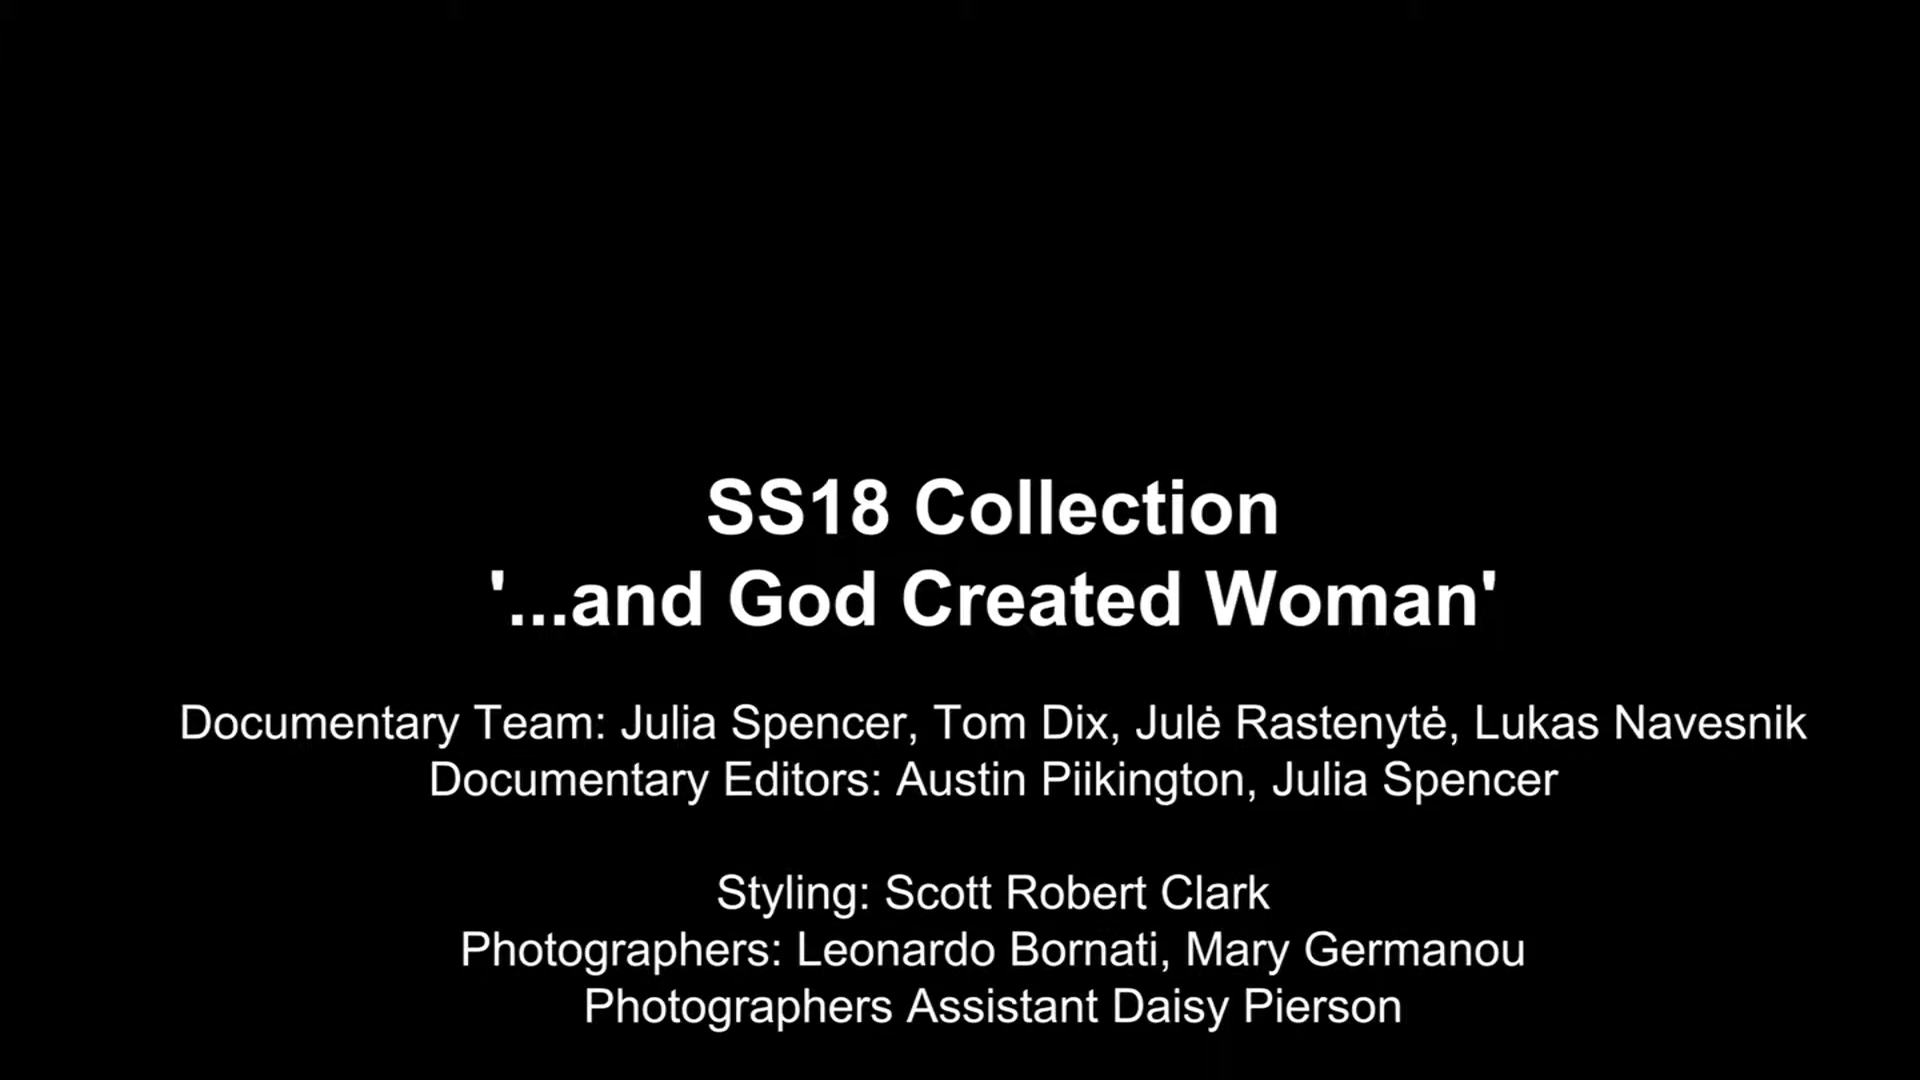 SS18 Collection
'...and God Created Woman'
Documentary Team: Julia Spencer, Tom Dix, Julė Rastenytė, Lukas Navesnik
Documentary Editors: Austin Piikington, Julia Spencer
Styling: Scott Robert Clark
Photographers: Leonardo Bornati, Mary Germanou
Photographers Assistant Daisy Pierson